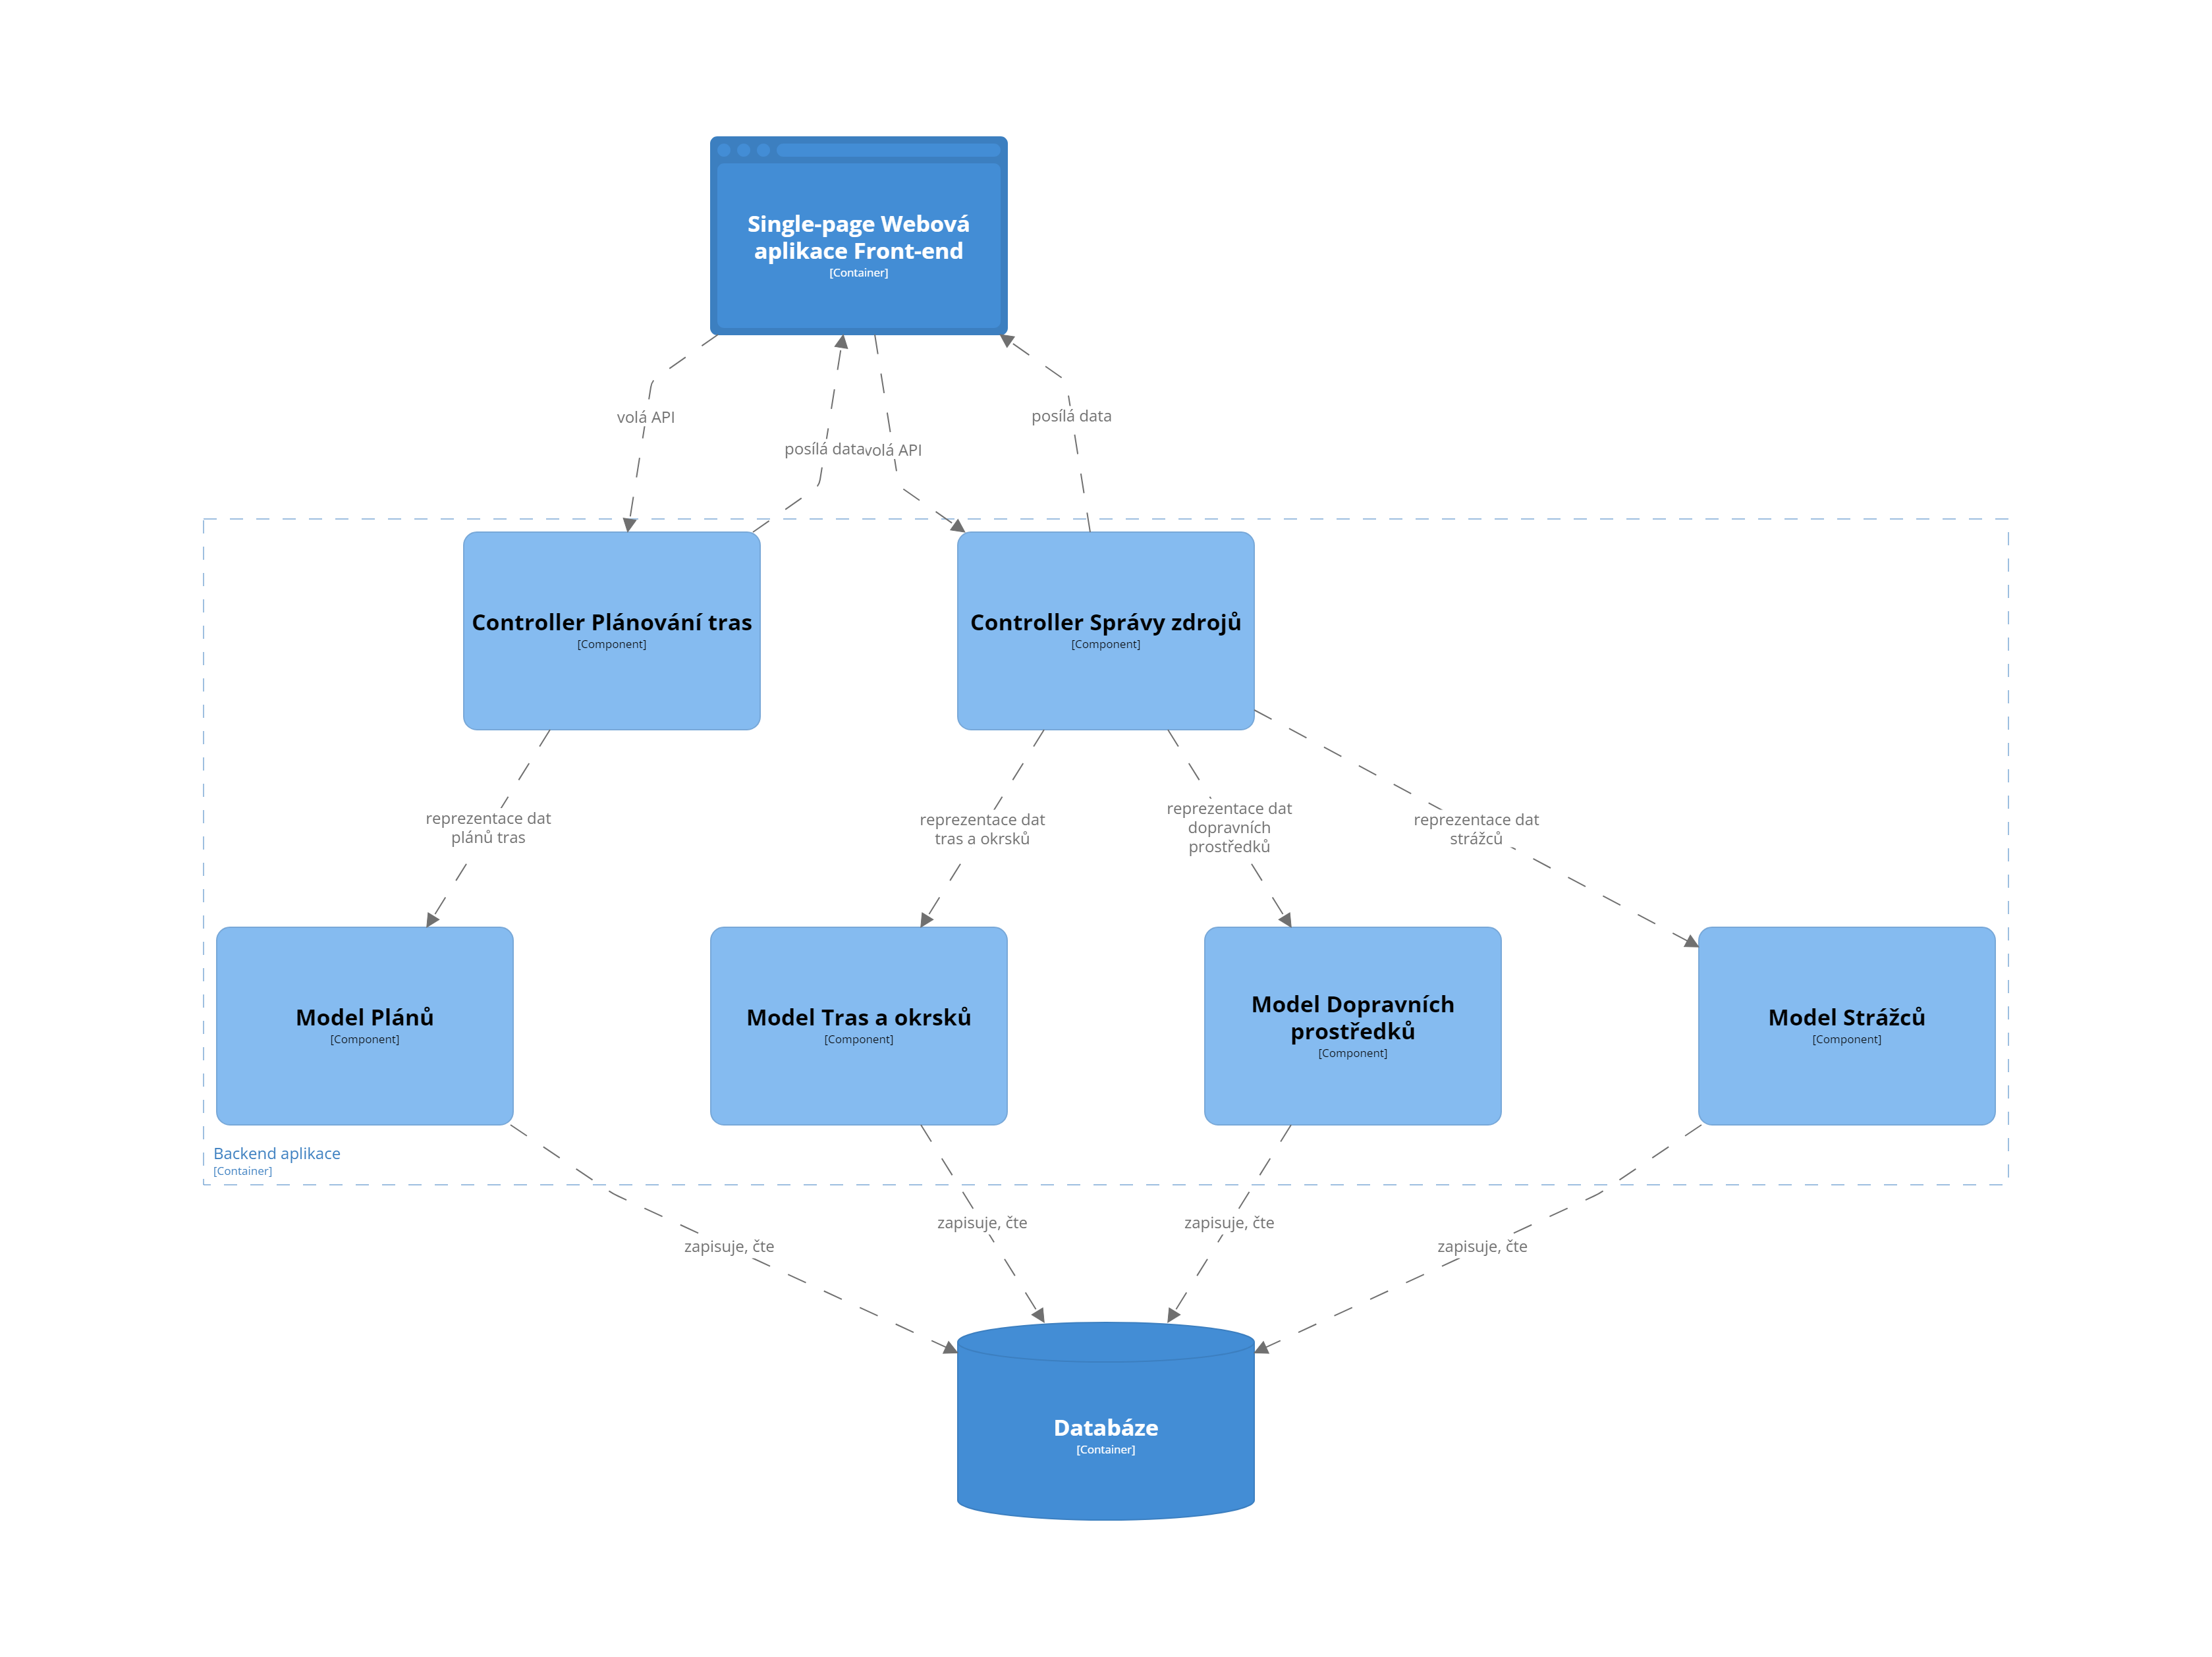 Single-page Webová
aplikace Front-end
[Container]
volá API
posílá data
posílá data
volá API
Controller Plánování tras
[Component]
Controller Správy zdrojů
[Component]
reprezentace dat
plánů tras
reprezentace dat
tras a okrsků
reprezentace dat
dopravních
prostředků
reprezentace dat
strážců
Model Plánů
[Component]
Model Tras a okrsků
[Component]
Model Dopravních
prostředků
[Component]
Model Strážců
[Component]
Backend aplikace
[Container]
zapisuje, čte
zapisuje, čte
zapisuje, čte
zapisuje, čte
Databáze
[Container]